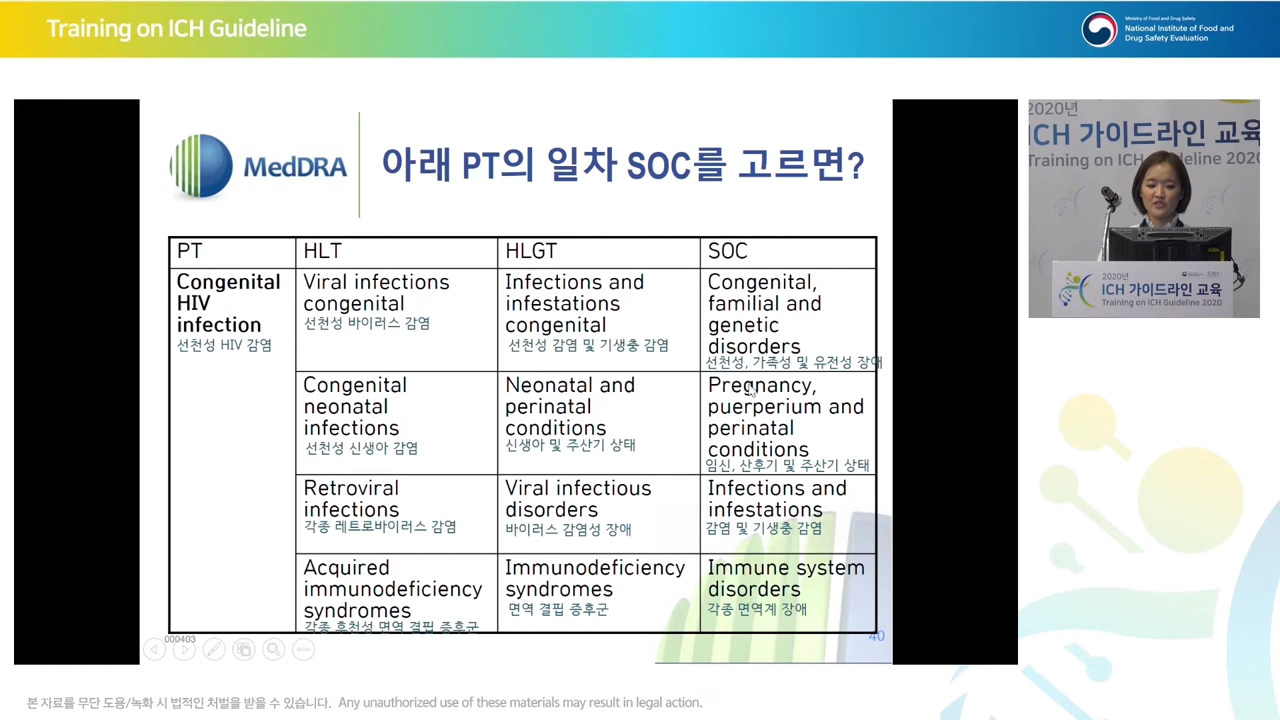 Training on ICH Guideline
Ministry of Food and Drug Safety
National Institute of Food and
Drug Safety Evaluation
MedDRA
아래 PT의 일차 SOC를 고르면?
PT
HLT
HLGT
SOC
Congenital
HIV
infection
선천성 HIV 감염
Viral infections
congenital
선천성 바이러스 감염
Infections and
infestations
congenital
선천성 감염 및 기생충 감염
Congenital,
familial and
genetic
disorders
선천성, 가족성 및 유전성 장애
Congenital
neonatal
infections
선천성 신생아 감염
Neonatal and
perinatal
conditions
신생아 및 주산기 상태
Pregnancy,
puerperium and
perinatal
conditions
임신, 산후기 및 주산기 상태
Retroviral
infections
각종 레트로바이러스 감염
Viral infectious
disorders
바이러스 감염성 장애
Infections and
infestations
감염 및 기생충 감염
Acquired
immunodeficiency
syndromes
각종 후천성 면역 결핍 증후군
Immunodeficiency
syndromes
면역 결핍 증후군
Immune system
disorders
각종 면역계 장애
000403
40
2020년
ICH 가이드라인 교육
Training on ICH Guideline 2020
2020년
ICH 가이드라인 교육
Training on ICH Guideline 2020
본 자료를 무단 도용/녹화 시 법적인 처벌을 받을 수 있습니다. Any unauthorized use of these materials may result in legal action.